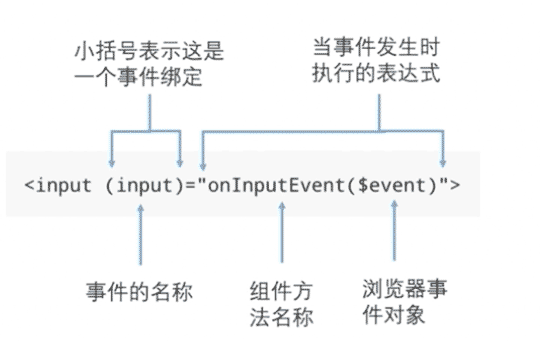 小括号表示这是
一个事件绑定
当事件发生时
执行的表达式
<input (input)="onInputEvent($event)">
事件的名称
组件方
法名称
浏览器事
件对象